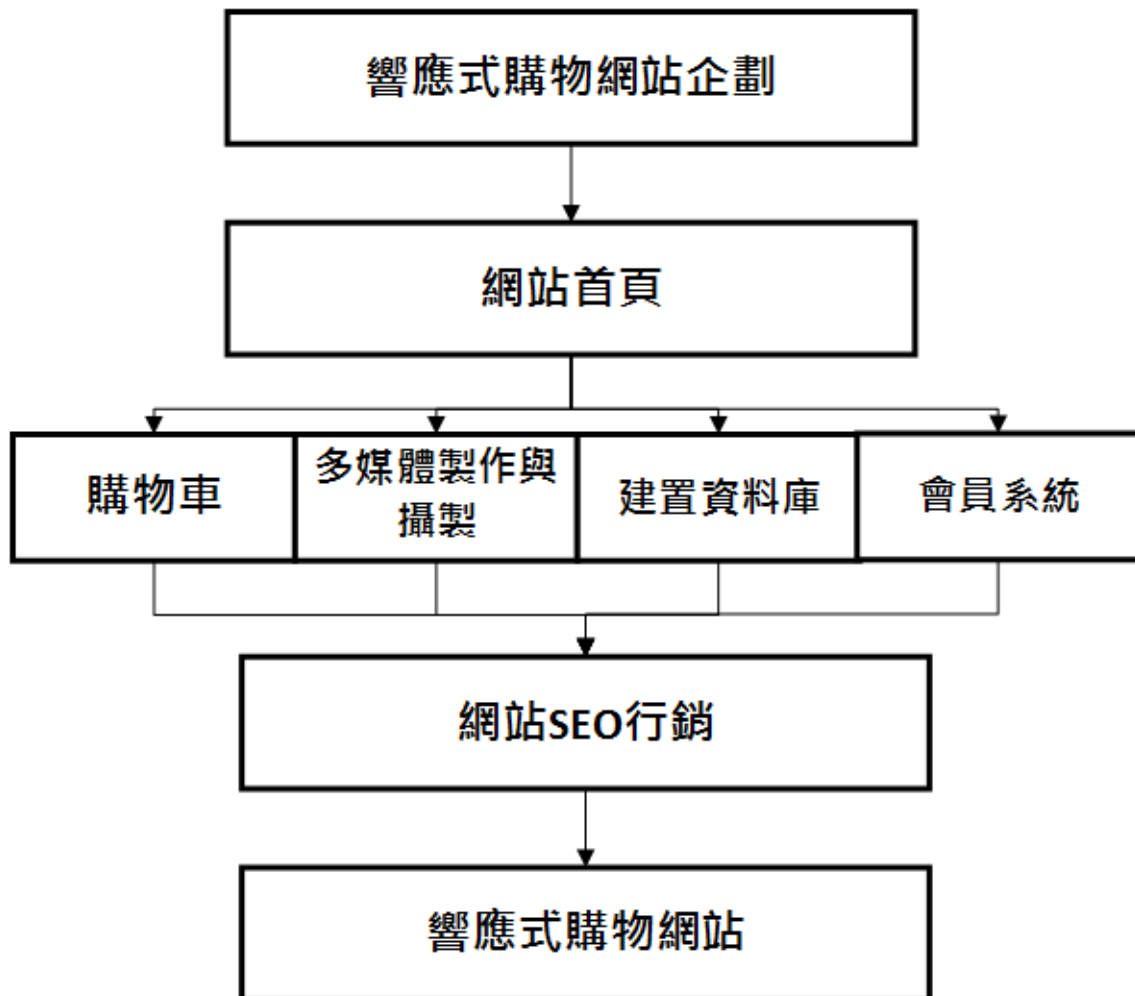 響應式購物網站企劃
網站首頁
購物車
多媒體製作與
攝製
建置資料庫
會員系統
網站SEO行銷
響應式購物網站